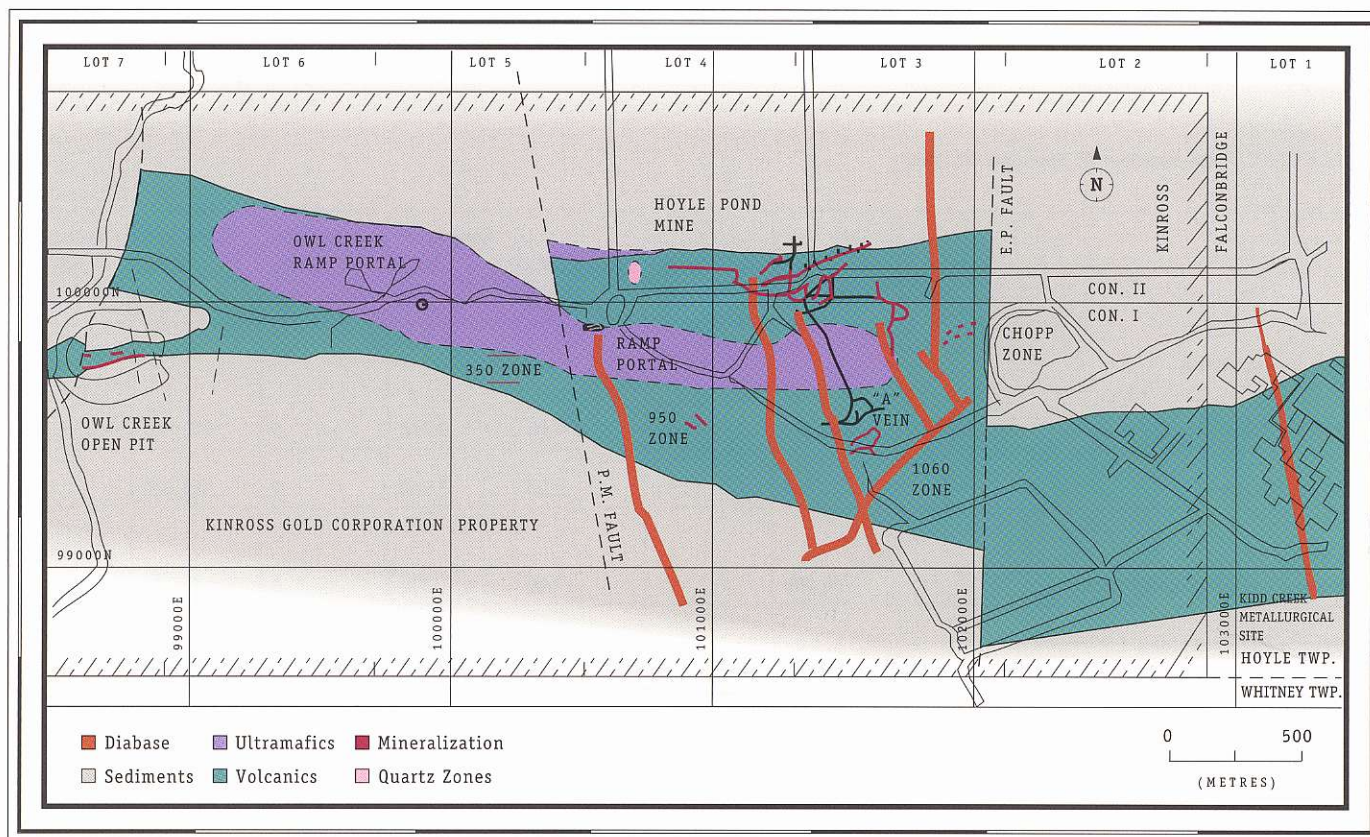 LOT 7
LOT 6
LOT 5
LOT 4
LOT 3
LOT 2
LOT 1
HOYLE POND
MINE
E.P. FAULT
N
KINROSS
FALCONBRIDGE
OWL CREEK
RAMP PORTAL
100000N
CON. II
CON. I
CHOPP
ZONE
RAMP
PORTAL
350 ZONE
"A"
VEIN
950
ZONE
OWL CREEK
OPEN PIT
1060
ZONE
P.M. FAULT
KINROSS GOLD CORPORATION PROPERTY
99000N
99000E
100000E
101000E
102000E
103000E
KIDD CREEK
METALLURGICAL
SITE
HOYLE TWP.
WHITNEY TWP.
Diabase
Ultramafics
Mineralization
Sediments
Volcanics
Quartz Zones
0 500
(METRES)